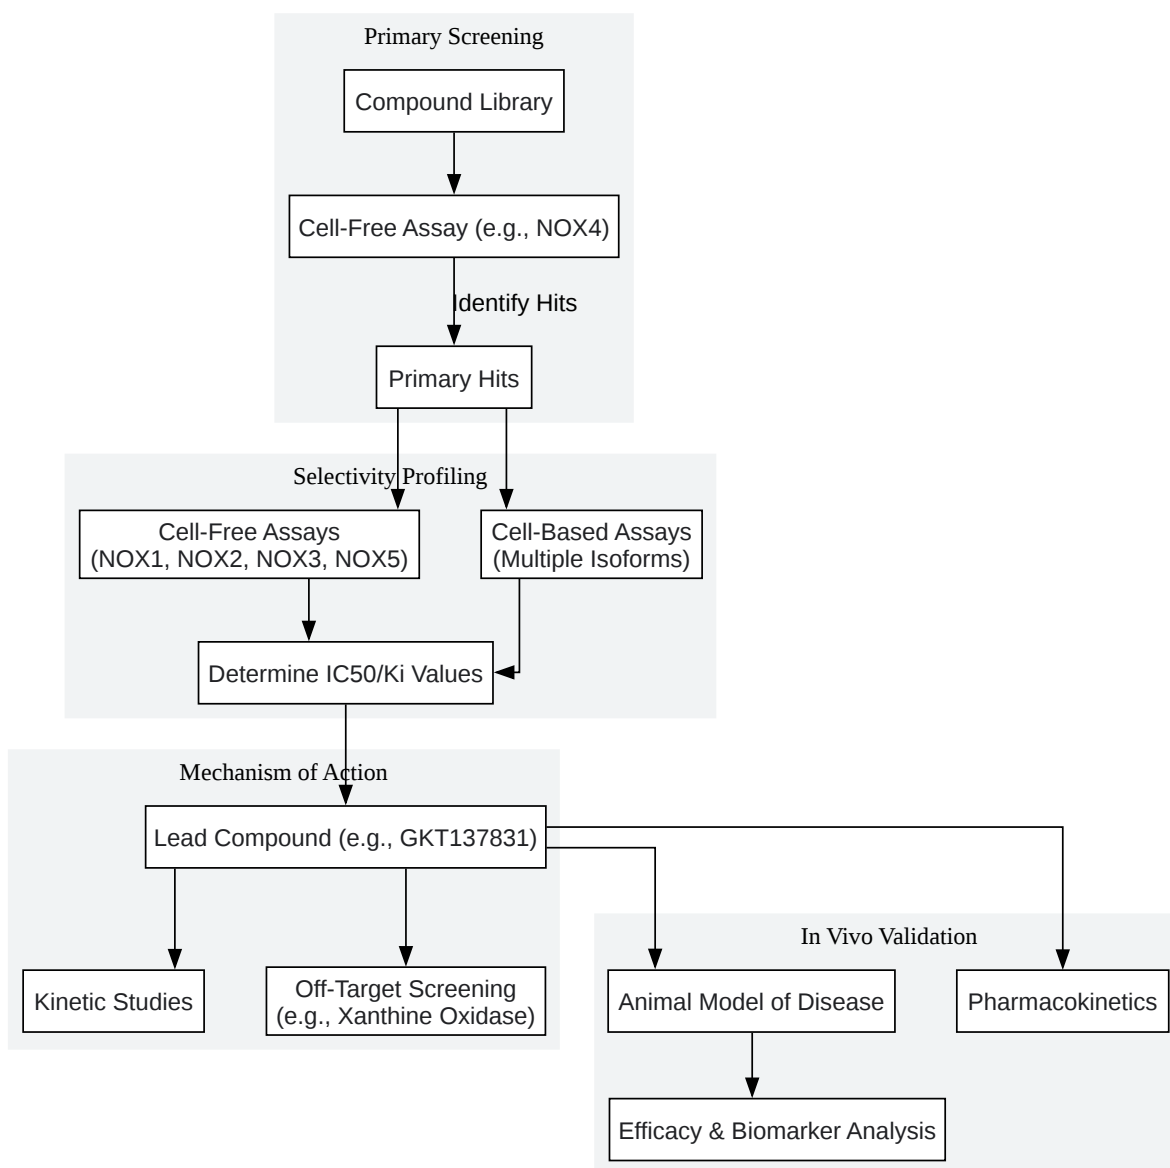 Primary Screening
Compound Library
Cell-Free Assay (e.g., NOX4)
Identify Hits
Primary Hits
Selectivity Profiling
Cell-Free Assays
(NOX1, NOX2, NOX3, NOX5)
Cell-Based Assays
(Multiple Isoforms)
Determine IC50/Ki Values
Mechanism of Action
Lead Compound (e.g., GKT137831)
Kinetic Studies
Off-Target Screening
(e.g., Xanthine Oxidase)
In Vivo Validation
Animal Model of Disease
Pharmacokinetics
Efficacy & Biomarker Analysis